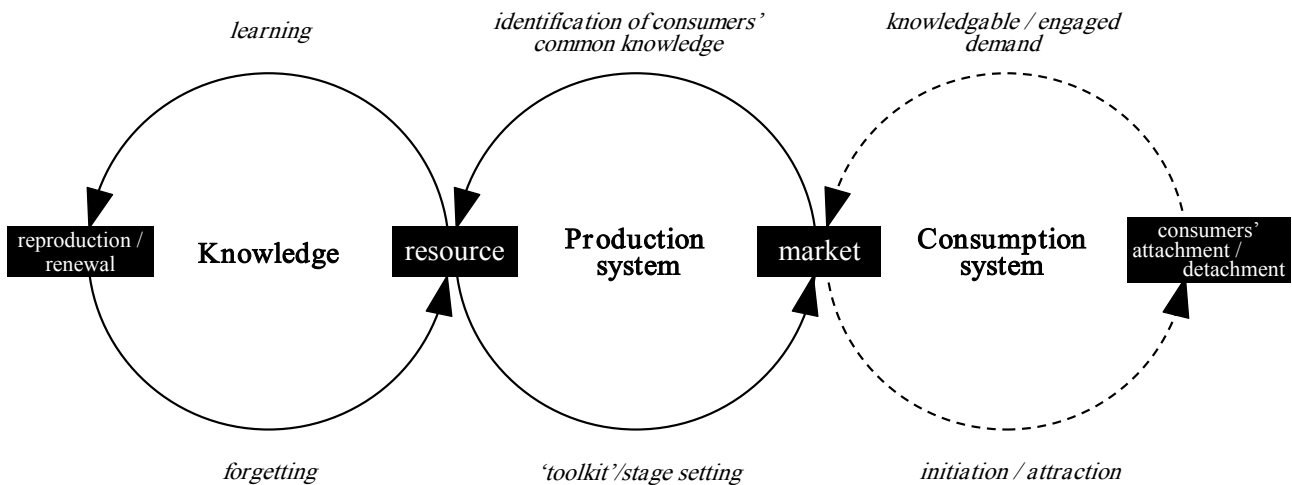 learning
identification of consumers’
common knowledge
knowledgable / engaged
demand
reproduction /
renewal
Knowledge
resource
Production
system
market
Consumption
system
consumers’
attachment /
detachment
forgetting
‘toolkit’/stage setting
initiation / attraction